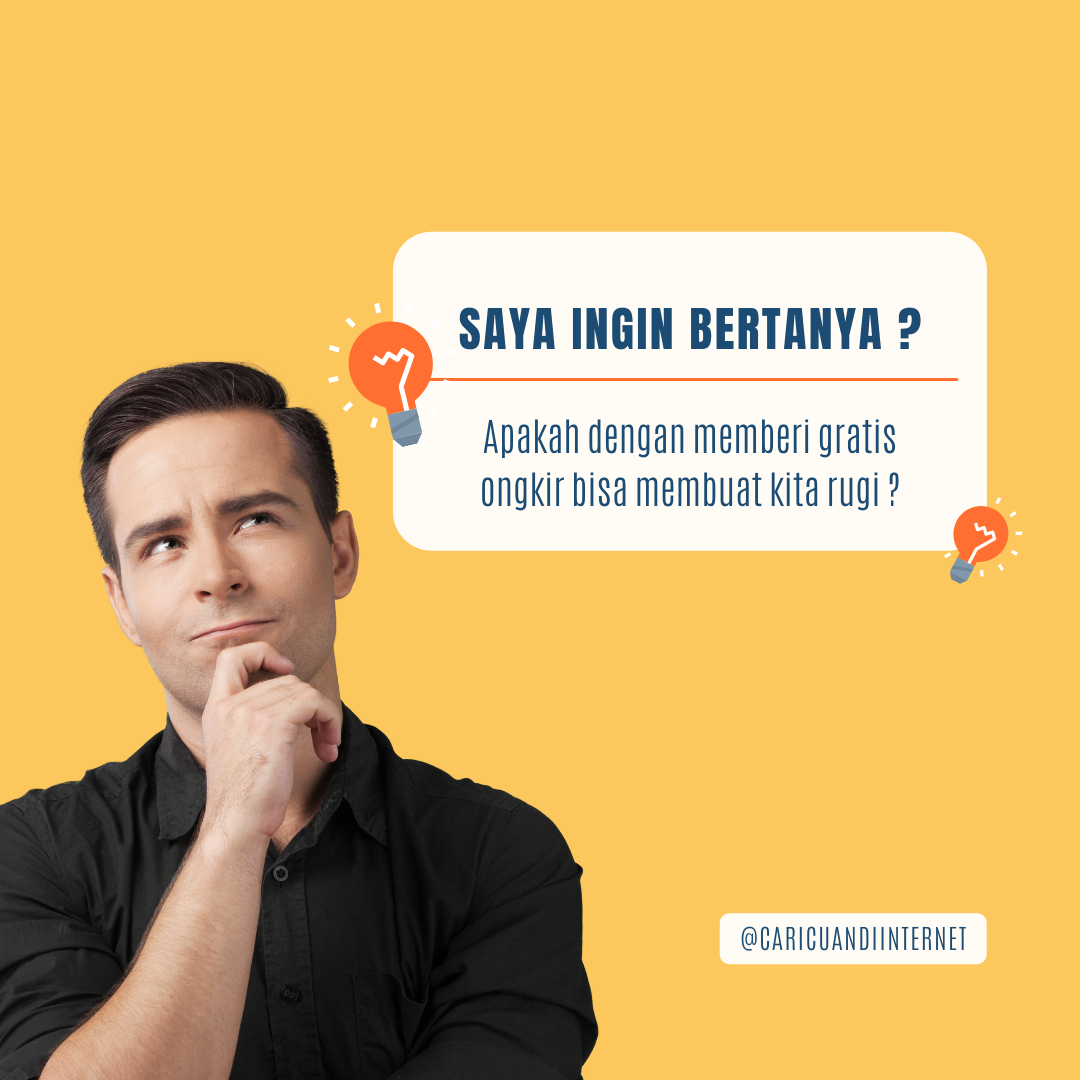 SAYA INGIN BERTANYA ?
Apakah dengan memberi gratis
ongkir bisa membuat kita rugi ?
@CARICUANDIINTERNET